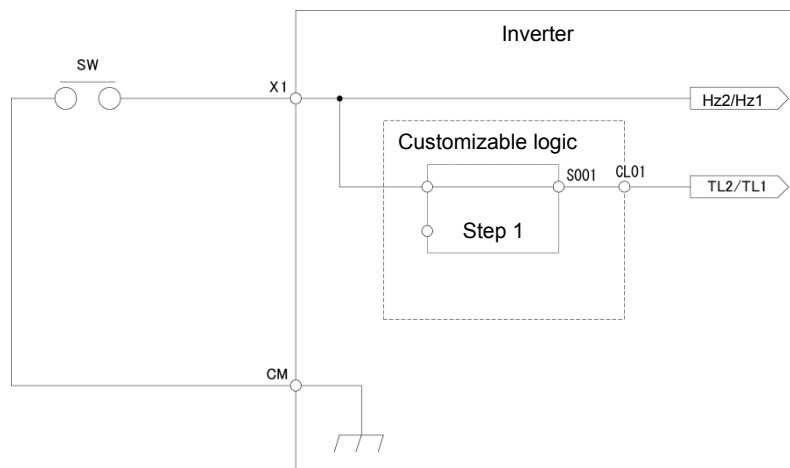 Inverter
SW
X1
Hz2/Hz1
Customizable logic
S001
CL01
TL2/TL1
Step 1
CM